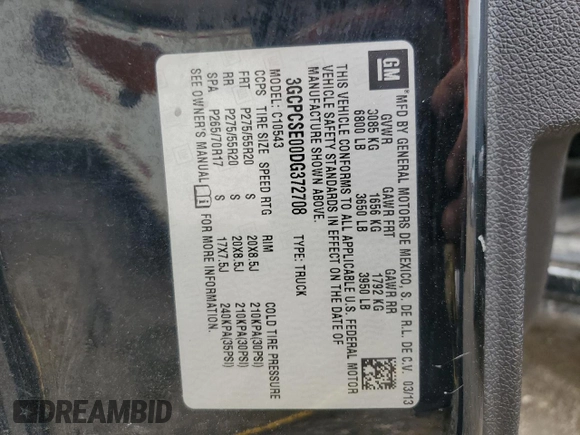 GM
MFD BY GENERAL MOTORS DE MEXICO, S. DE R.L. DE C.V. 03/13
GVWR GAWR FRT GAWR RR
3085 KG 1656 KG 1792 KG
6800 LB 3650 LB 3950 LB
THIS VEHICLE CONFORMS TO ALL APPLICABLE U.S. FEDERAL MOTOR
VEHICLE SAFETY STANDARDS IN EFFECT ON THE DATE OF
MANUFACTURE SHOWN ABOVE.
3GCPCSE00DG372708 TYPE: TRUCK
MODEL: C10543
CCPS TIRE SIZE SPEED RTG RIM COLD TIRE PRESSURE
FRT P275/55R20 S 20X8.5J 210KPA(30PSI)
RR P275/55R20 S 20X8.5J 210KPA(30PSI)
SPA P265/70R17 S 17X7.5J 240KPA(35PSI)
SEE OWNER'S MANUAL FOR MORE INFORMATION.
DREAMBID